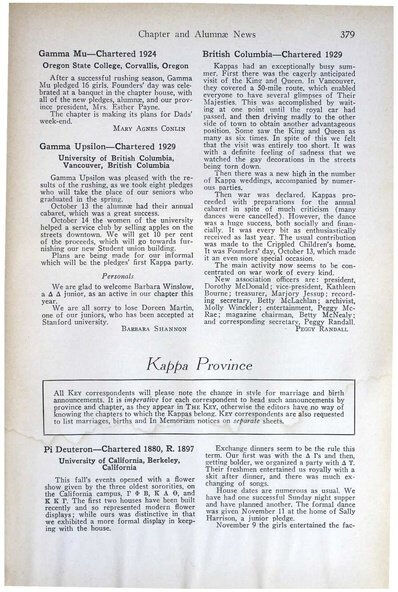 Chapter and Alumnæ News
379
Gamma Mu—Chartered 1924
Oregon State College, Corvallis, Oregon
After a successful rushing season, Gamma
Mu pledged 16 girls. Founders' day was cele-
brated at a banquet in the chapter house, with
all of the new pledges, alumnæ, and our prov-
ince president, Mrs. Esther Payne.
The chapter is making its plans for Dads'
week-end.
MARY AGNES CONLIN
Gamma Upsilon—Chartered 1929
University of British Columbia,
Vancouver, British Columbia
Gamma Upsilon was pleased with the re-
sults of the rushing, as we took eight pledges
who will take the place of our seniors who
graduated in the spring.
October 13 the alumnæ had their annual
cabaret, which was a great success.
October 14 the women of the university
helped a service club by selling apples on the
streets downtown. We will get 10 per cent
of the proceeds, which will go towards fur-
nishing our new Student union building.
Plans are being made for our informal
which will be the pledges' first Kappa party.
Personals
We are glad to welcome Barbara Winslow,
a Δ Δ junior, as an active in our chapter this
year.
We are all sorry to lose Doreen Martin,
one of our juniors, who has been accepted at
Stanford university.
BARBARA SHANNON
British Columbia—Chartered 1929
Kappas had an exceptionally busy sum-
mer. First there was the eagerly anticipated
visit of the King and Queen. In Vancouver,
they covered a 50-mile route, which enabled
everyone to have several glimpses of Their
Majesties. This was accomplished by wait-
ing at one point until the royal car had
passed, and then driving madly to the other
side of town to obtain another advantageous
position. Some saw the King and Queen as
many as six times. In spite of this we felt
that the visit was entirely too short. It was
with a definite feeling of sadness that we
watched the gay decorations in the streets
being torn down.
Then there was a new high in the number
of Kappa weddings, accompanied by numer-
ous parties.
Then war was declared. Kappas pro-
ceeded with preparations for the annual
cabaret in spite of much criticism (many
dances were cancelled). However, the dance
was a huge success, both socially and finan-
cially. It was every bit as enthusiastically
received as last year. The usual contribution
was made to the Crippled Children's home.
It was Founders' day, October 13, which made
it an even more special occasion.
The main activity now seems to be con-
centrated on war work of every kind.
New association officers are: president,
Dorothy McDonald; vice-president, Kathleen
Bourne; treasurer, Marjory Jessup; record-
ing secretary, Betty McLachlan; archivist,
Molly Winckler; entertainment, Peggy Mc-
Rae; magazine chairman, Betty McNealy;
and corresponding secretary, Peggy Randall.
PEGGY RANDALL
Kappa Province
All KEY correspondents will please note the change in style for marriage and birth
announcements. It is imperative for each correspondent to head such announcements by
province and chapter, as they appear in THE KEY, otherwise the editors have no way of
knowing the chapters to which the Kappas belong. KEY correspondents are also requested
to list marriages, births and In Memoriam notices on separate sheets.
Pi Deuteron—Chartered 1880, R. 1897
University of California, Berkeley,
California
This fall's events opened with a flower
show given by the three oldest sororities, on
the California campus, Γ Φ Β, Κ Α Θ, and
Κ Κ Γ. The first two houses have been built
recently and so represented modern flower
displays; while ours was distinctive in that
we exhibited a more formal display in keep-
ing with the house.
Exchange dinners seem to be the rule this
term. Our first was with the Δ Γs and then,
getting bolder, we organized a party with Δ Υ.
Their freshmen entertained us royally with a
skit after dinner, and there was much ex-
changing of songs.
House dates are numerous as usual. We
have had one successful Sunday night supper
and have planned another. The formal dance
was given November 11 at the home of Sally
Harrison, a junior pledge.
November 9 the girls entertained the fac-